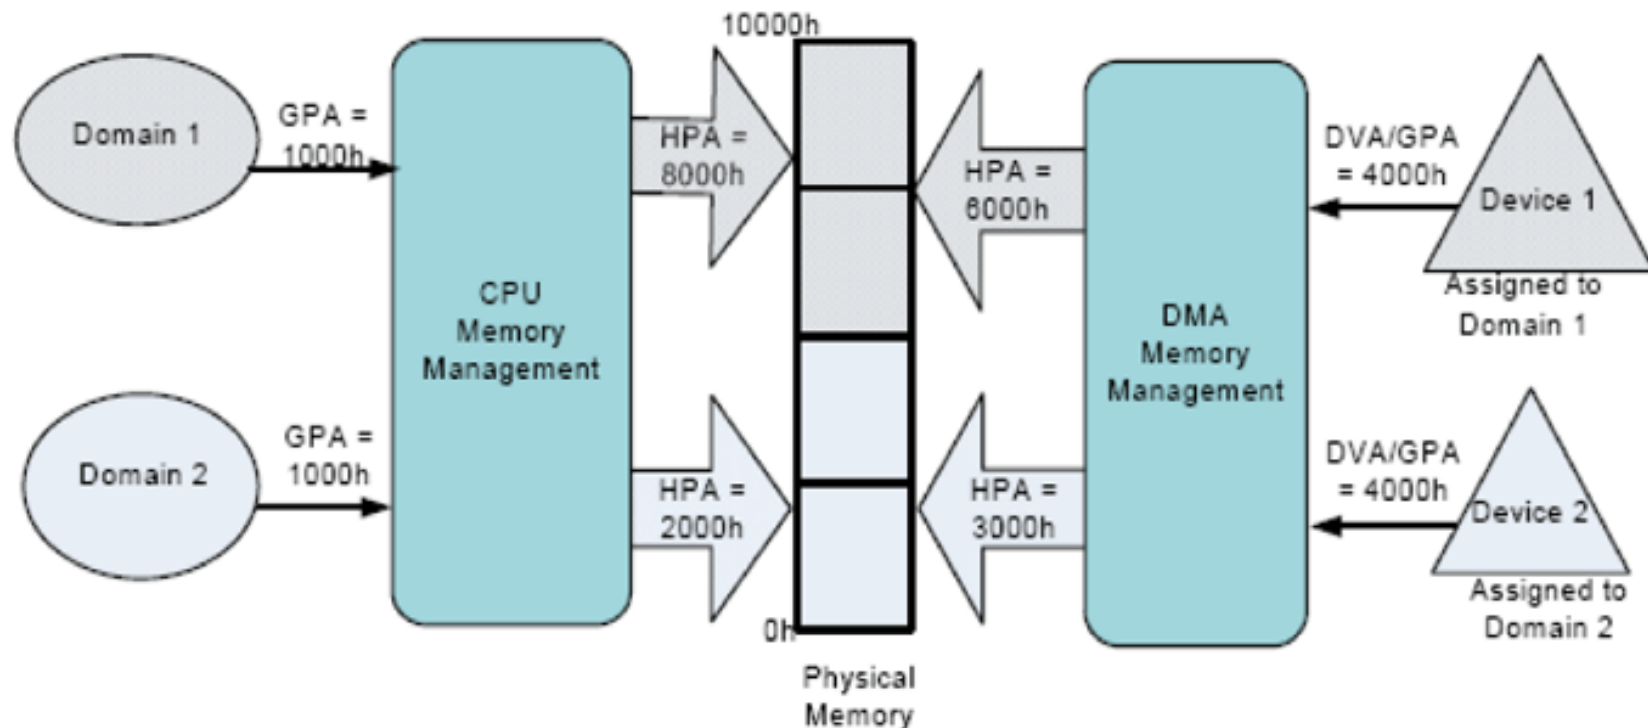 10000h
Domain 1
GPA =
1000h
HPA =
8000h
HPA =
6000h
DVA/GPA
= 4000h
Device 1
Assigned to
Domain 1
CPU
Memory
Management
DMA
Memory
Management
Domain 2
GPA =
1000h
HPA =
2000h
HPA =
3000h
DVA/GPA
= 4000h
Device 2
Assigned to
Domain 2
0h
Physical
Memory